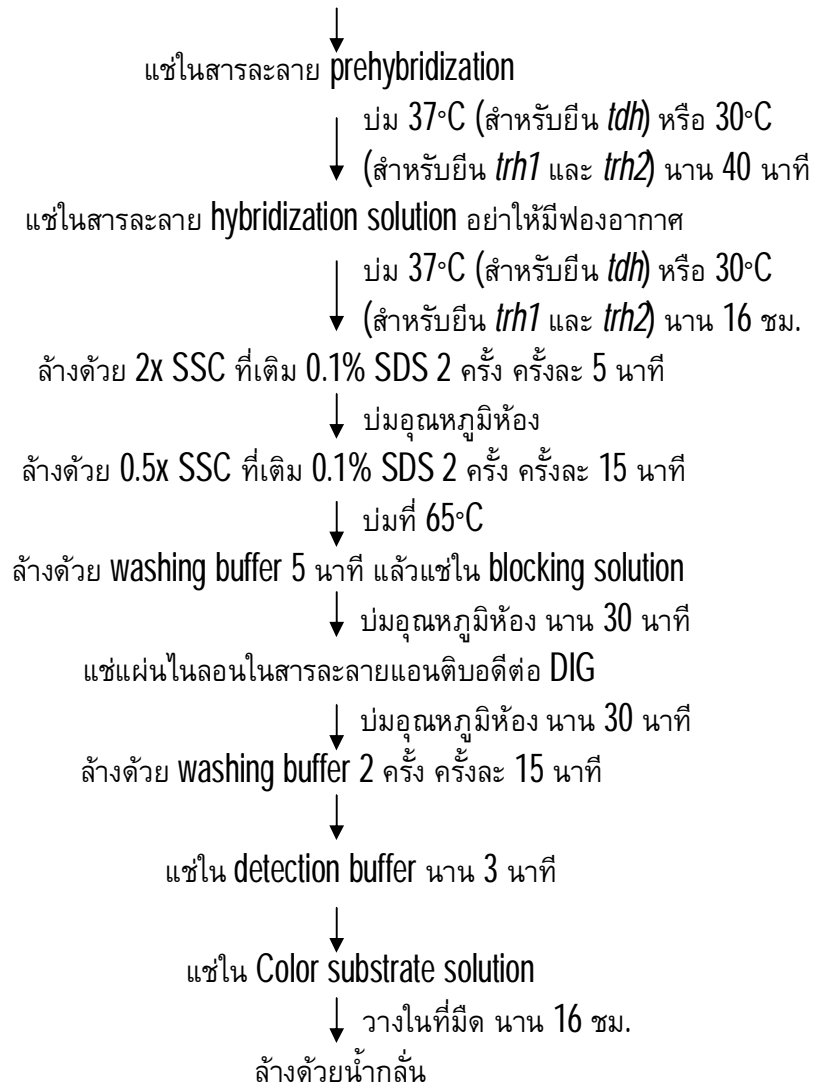 แช่ในสารละลาย prehybridization
บ่ม 37°C (สำหรับยีน tdh) หรือ 30°C
(สำหรับยีน trh1 และ trh2) นาน 40 นาที
แช่ในสารละลาย hybridization solution อย่าให้มีฟองอากาศ
บ่ม 37°C (สำหรับยีน tdh) หรือ 30°C
(สำหรับยีน trh1 และ trh2) นาน 16 ชม.
ล้างด้วย 2x SSC ที่เติม 0.1% SDS 2 ครั้ง ครั้งละ 5 นาที
บ่มอุณหภูมิห้อง
ล้างด้วย 0.5x SSC ที่เติม 0.1% SDS 2 ครั้ง ครั้งละ 15 นาที
บ่มที่ 65°C
ล้างด้วย washing buffer 5 นาที แล้วแช่ใน blocking solution
บ่มอุณหภูมิห้อง นาน 30 นาที
แช่แผ่นไนลอนในสารละลายแอนติบอดีต่อ DIG
บ่มอุณหภูมิห้อง นาน 30 นาที
ล้างด้วย washing buffer 2 ครั้ง ครั้งละ 15 นาที
แช่ใน detection buffer นาน 3 นาที
แช่ใน Color substrate solution
วางในที่มืด นาน 16 ชม.
ล้างด้วยน้ำกลั่น